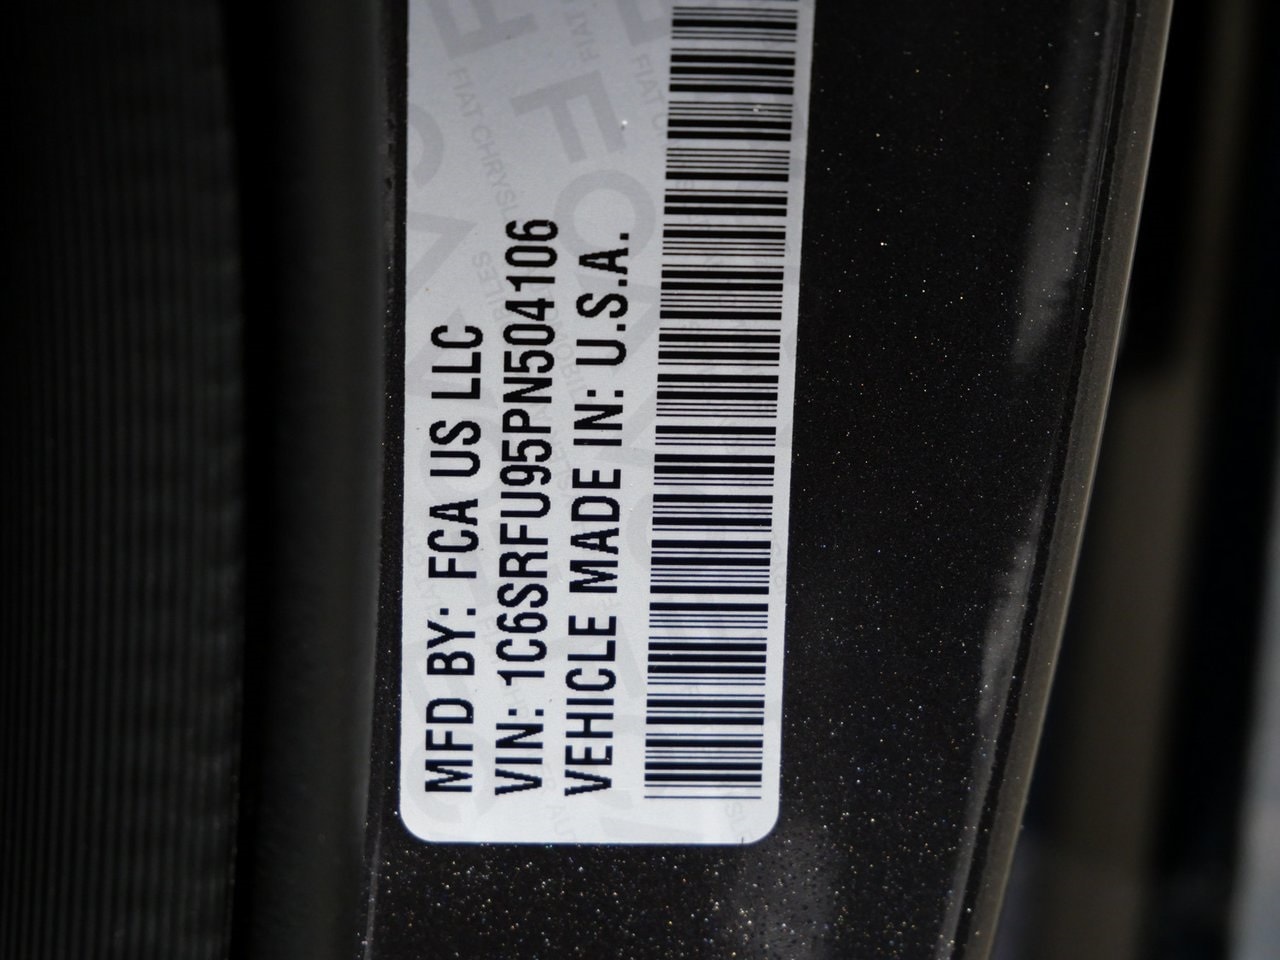 MFD BY: FCA US LLC
VIN: 1C6SRFU95PN504106
VEHICLE MADE IN: U.S.A.